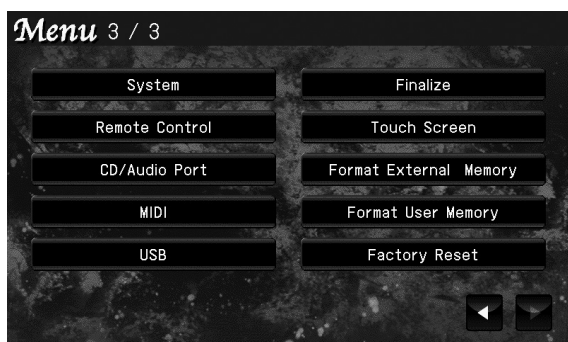 Menu 3 / 3
System
Remote Control
CD/Audio Port
MIDI
USB
Finalize
Touch Screen
Format External Memory
Format User Memory
Factory Reset